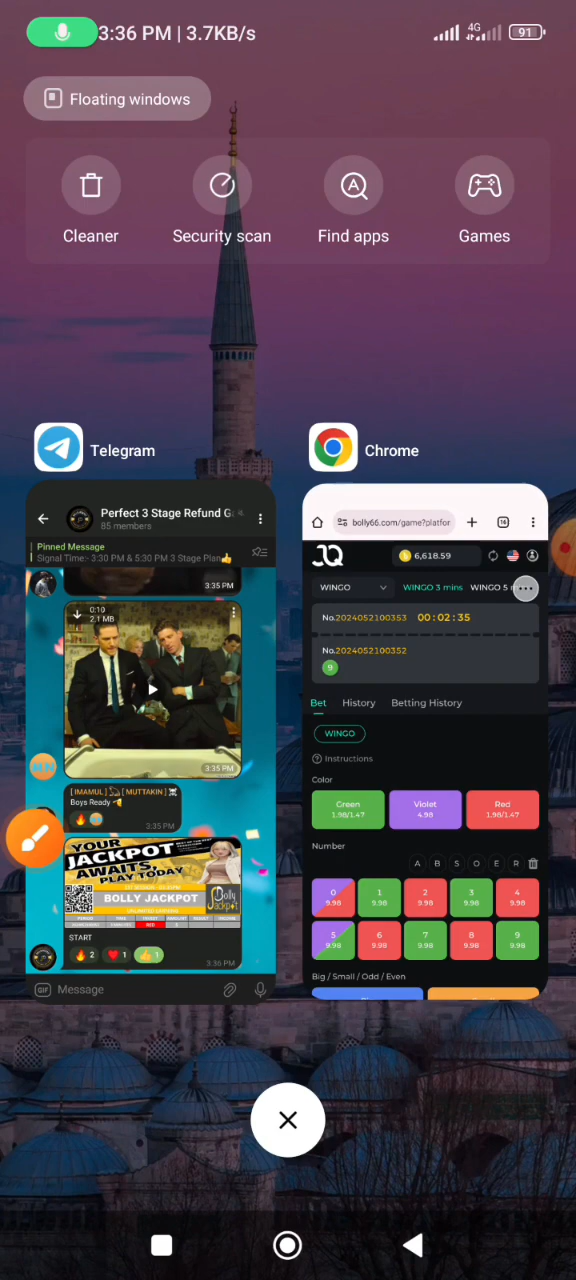 3:36 PM | 3.7KB/s
4G
91
Floating windows
Cleaner
Security scan
Find apps
Games
Telegram
Perfect 3 Stage Refund G
85 members
Pinned Message
Signal Time:- 3:30 PM & 5:30 PM 3 Stage Plan👍
3:35 PM
0:19
2.1 MB
3:35 PM
[ IMAMUL ] [ MUTTAKIN ] ☠
Boys Ready
3:35 PM
YOUR
JACKPOT
AWAITS,
PLAY TODAY
BOLLY JACKPOT
Bolly
Jackpot
PERIOD
RESULT
RED
START
🔥 2 ❤ 1 👍 1
3:36 PM
GIF Message
Chrome
bolly66.com/game?platfor
16
6,618.59
WINGO
WINGO 3 mins
WINGO 5 m
No.2024052100353 00:02:35
No.2024052100352
9
Bet
History
Betting History
WINGO
Instructions
Color
Green
1.98/1.47
Violet
4.98
Red
1.98/1.47
Number
A B S O E R
0
9.98
1
9.98
2
9.98
3
9.98
4
9.98
5
9.98
6
9.98
7
9.98
8
9.98
9
9.98
Big / Small / Odd / Even